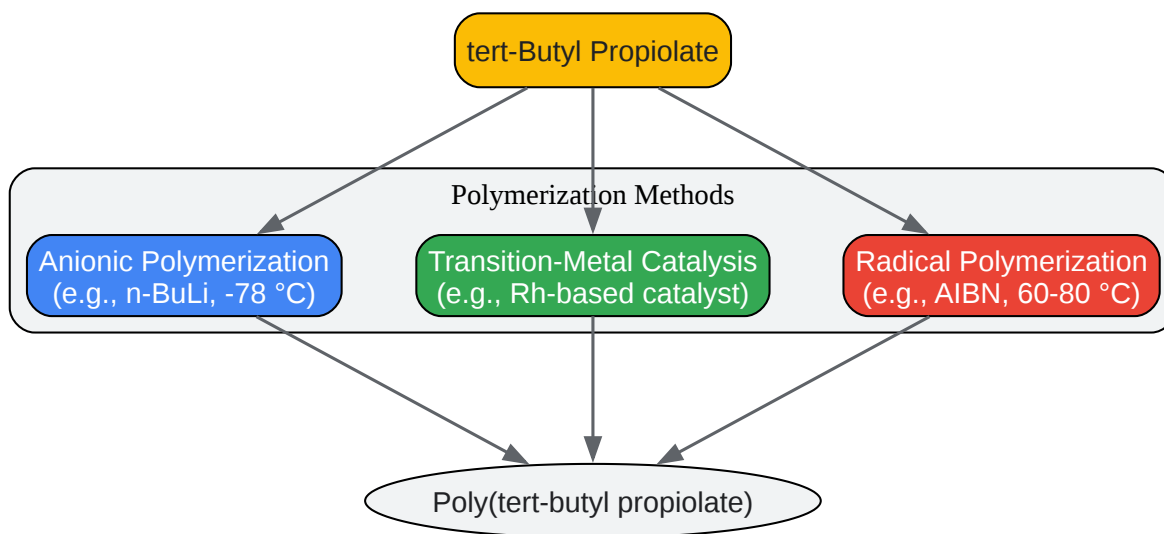 tert-Butyl Propiolate
Polymerization Methods
Anionic Polymerization
(e.g., n-BuLi, -78 °C)
Transition-Metal Catalysis
(e.g., Rh-based catalyst)
Radical Polymerization
(e.g., AIBN, 60-80 °C)
Poly(tert-butyl propiolate)